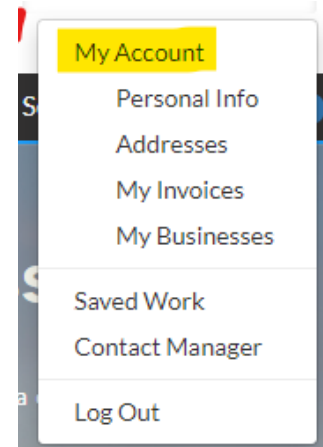 My Account
Personal Info
Addresses
My Invoices
My Businesses
Saved Work
Contact Manager
Log Out